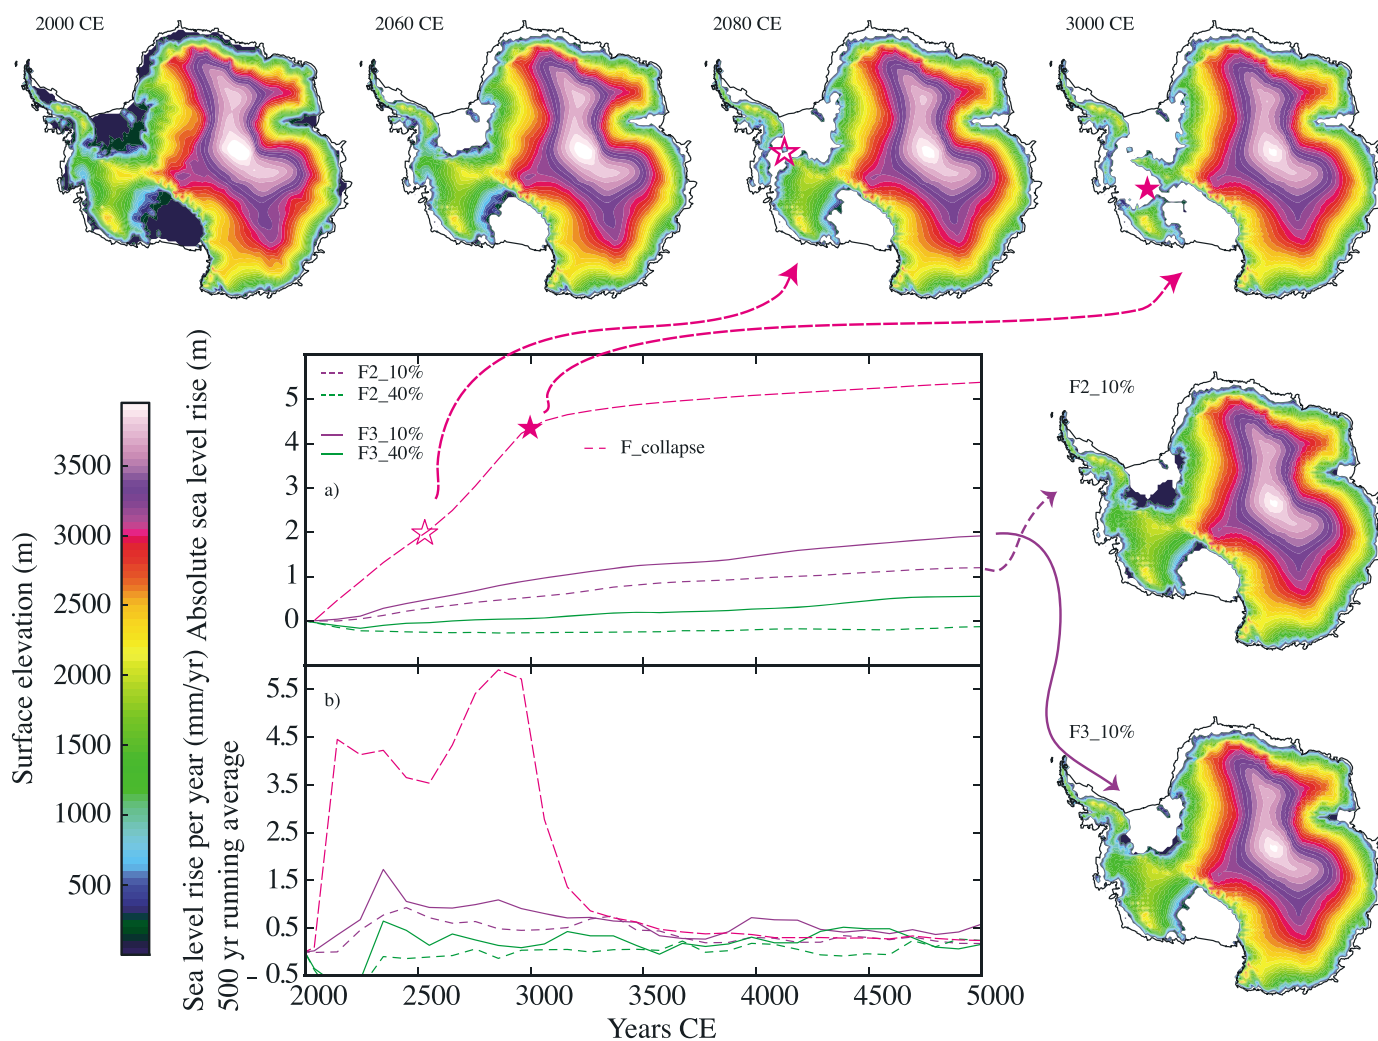 2000 CE
2060 CE
2080 CE
3000 CE
Surface elevation (m)
3500
3000
2500
2000
1500
1000
500
Absolute sea level rise (m)
5
4
3
2
1
0
F2_10%
F2_40%
F3_10%
F3_40%
F_collapse
a)
Sea level rise per year (mm/yr)
500 yr running average
5.5
4.5
3.5
2.5
1.5
0.5
– 0.5
b)
2000
2500
3000
3500
4000
4500
5000
Years CE
F2_10%
F3_10%